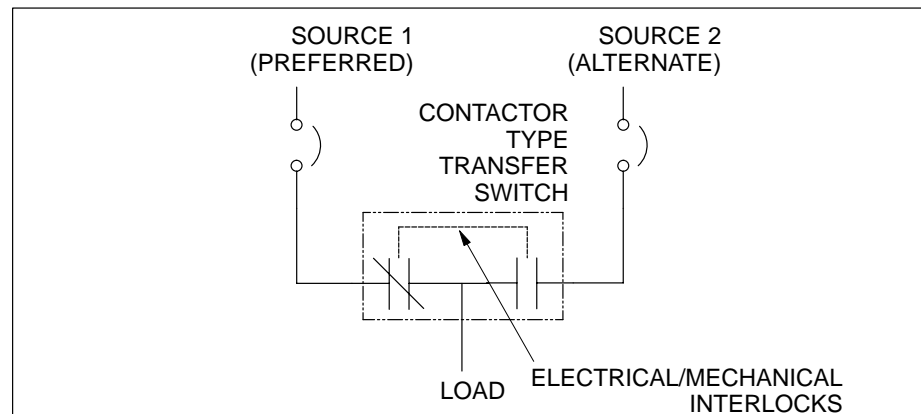 SOURCE 1
(PREFERRED)
SOURCE 2
(ALTERNATE)
CONTACTOR
TYPE
TRANSFER
SWITCH
LOAD
ELECTRICAL/MECHANICAL
INTERLOCKS